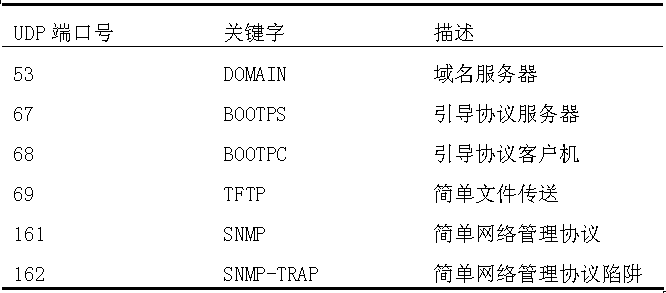 UDP 端口号 关键字 描述
53 DOMAIN 域名服务器
67 BOOTPS 引导协议服务器
68 BOOTPC 引导协议客户机
69 TFTP 简单文件传送
161 SNMP 简单网络管理协议
162 SNMP-TRAP 简单网络管理协议陷阱